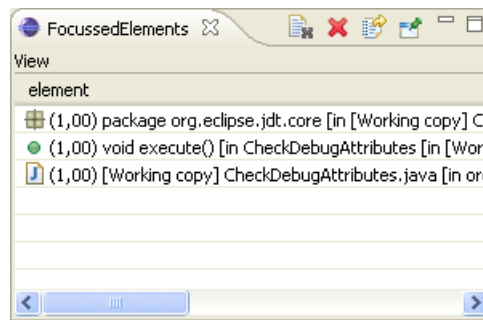 FocussedElements
View
element
(1,00) package org.eclipse.jdt.core [in [Working copy] C
(1,00) void execute() [in CheckDebugAttributes [in [Wor
(1,00) [Working copy] CheckDebugAttributes.java [in or